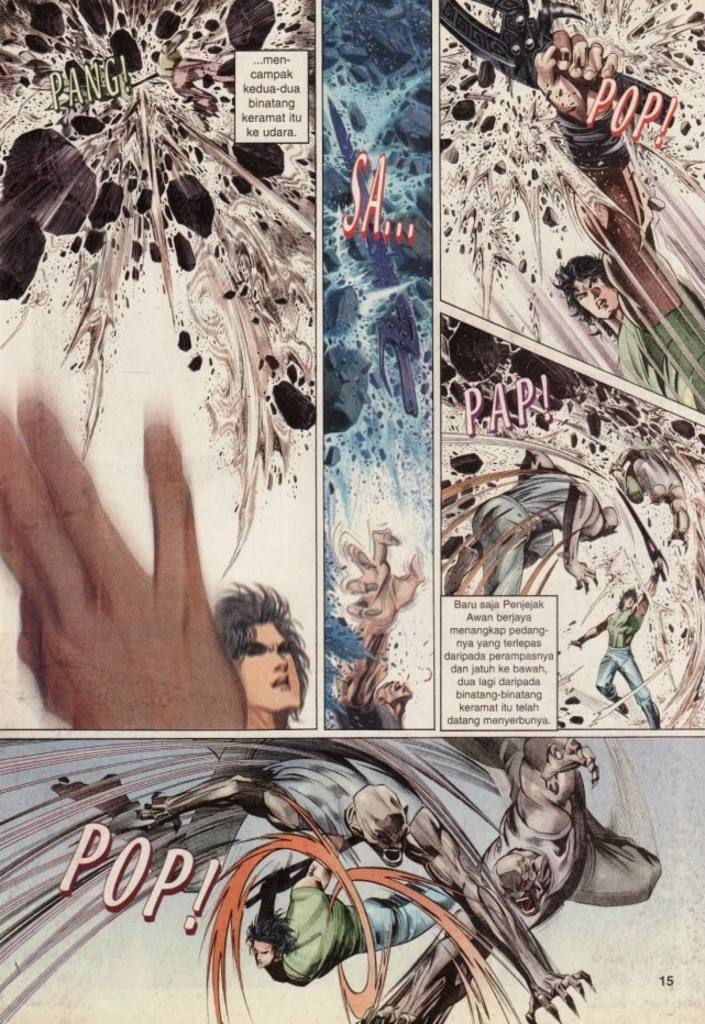 PANG!
...men-
campak
kedua-dua
binatang
keramat itu
ke udara.
SA...
POP!
PAP!
Baru saja Penjejak
Awan berjaya
menangkap pedang-
nya yang terlepas
daripada perampasnya
dan jatuh ke bawah,
dua lagi daripada
binatang-binatang
keramat itu telah
datang menyerbunya.
POP!
15